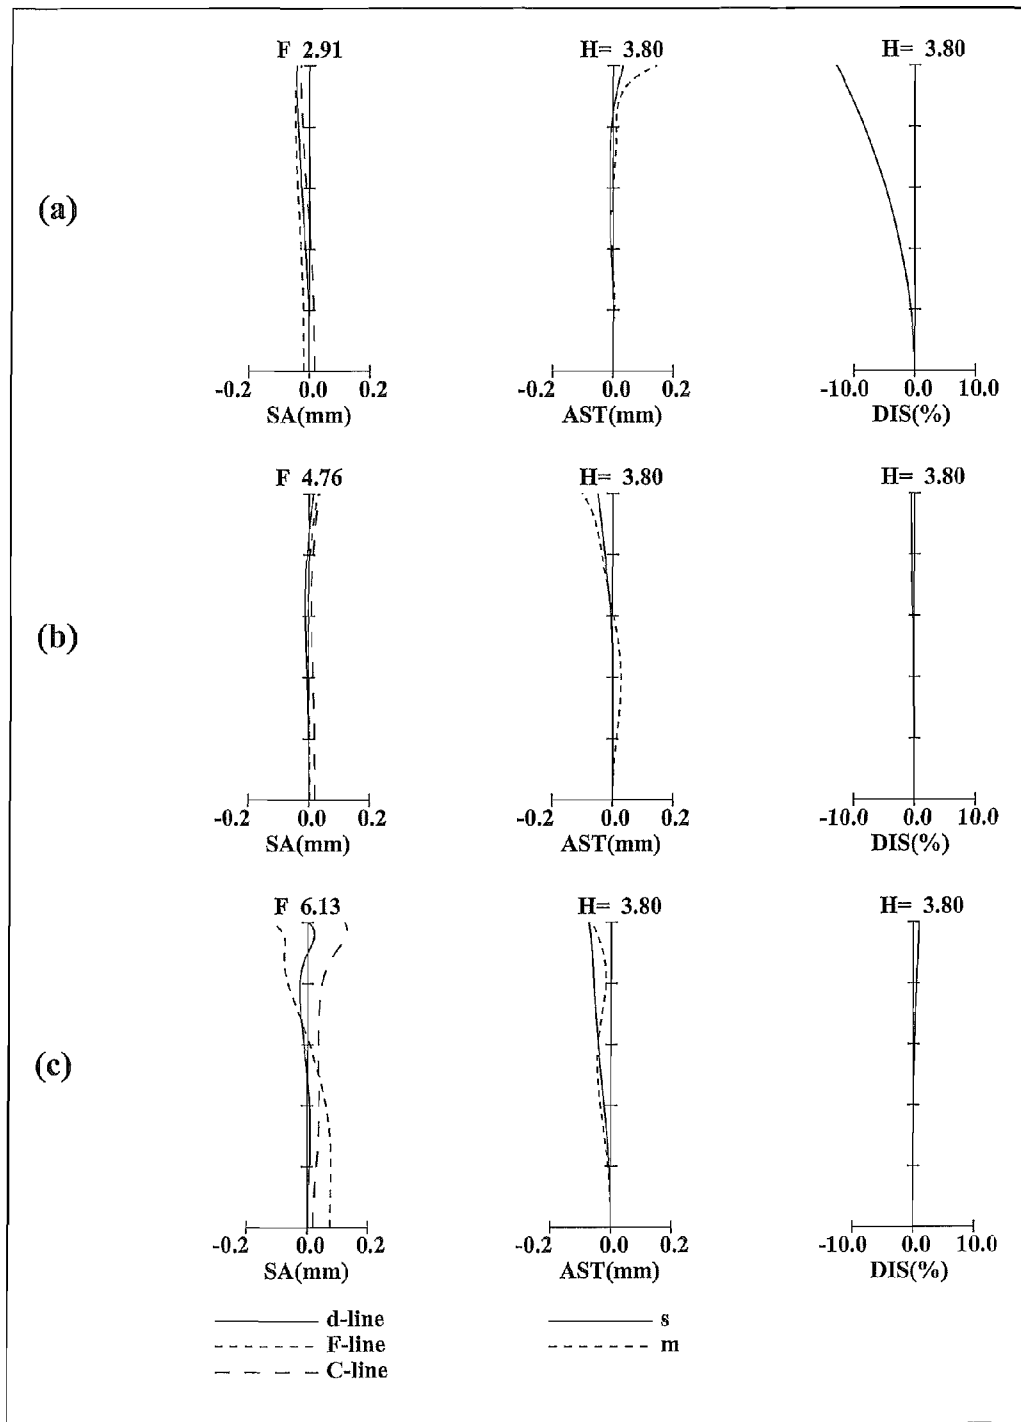 F 2.91 H= 3.80 H= 3.80
(a)
-0.2 0.0 0.2 -0.2 0.0 0.2 -10.0 0.0 10.0
SA(mm) AST(mm) DIS(%)
F 4.76 H= 3.80 H= 3.80
(b)
-0.2 0.0 0.2 -0.2 0.0 0.2 -10.0 0.0 10.0
SA(mm) AST(mm) DIS(%)
F 6.13 H= 3.80 H= 3.80
(c)
-0.2 0.0 0.2 -0.2 0.0 0.2 -10.0 0.0 10.0
SA(mm) AST(mm) DIS(%)
d-line s
F-line m
C-line